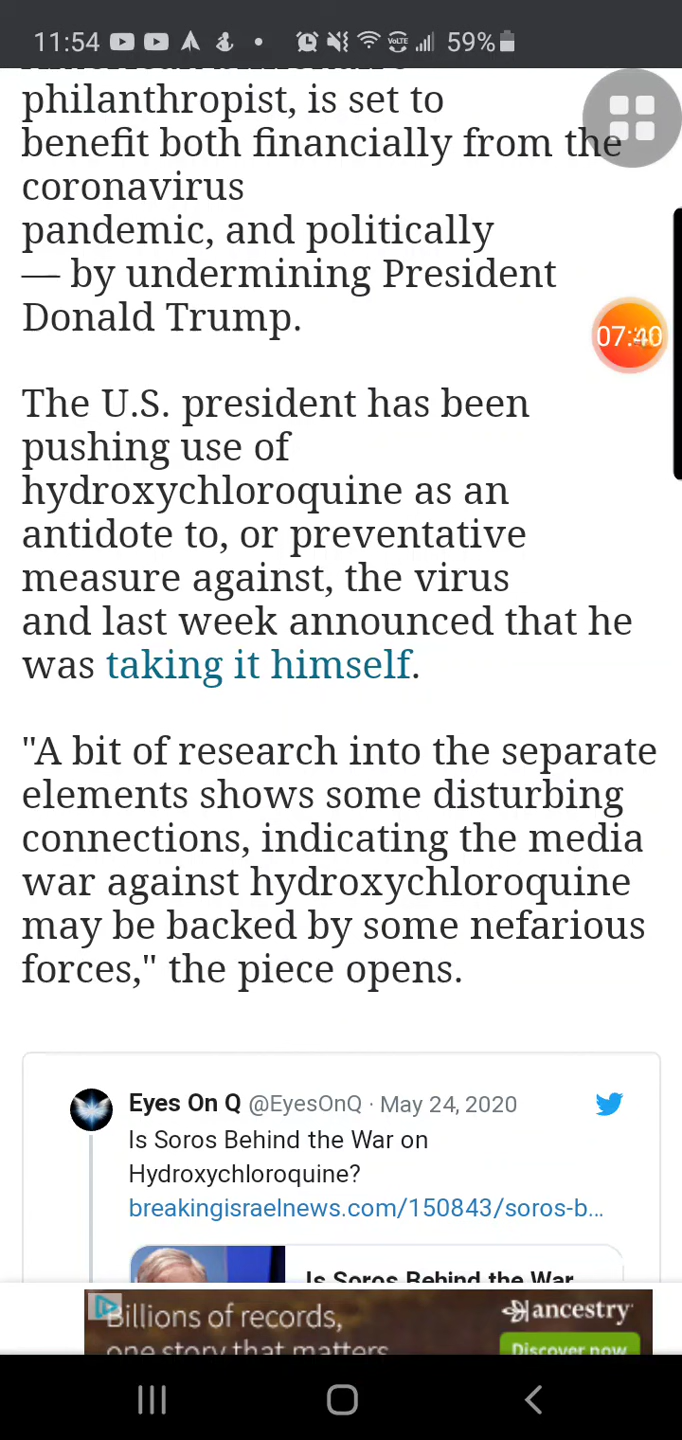 11:54
59%
philanthropist, is set to
benefit both financially from the
coronavirus
pandemic, and politically
— by undermining President
Donald Trump.
07:40
The U.S. president has been
pushing use of
hydroxychloroquine as an
antidote to, or preventative
measure against, the virus
and last week announced that he
was taking it himself.
"A bit of research into the separate
elements shows some disturbing
connections, indicating the media
war against hydroxychloroquine
may be backed by some nefarious
forces," the piece opens.
Eyes On Q @EyesOnQ · May 24, 2020
Is Soros Behind the War on
Hydroxychloroquine?
breakingisraelnews.com/150843/soros-b...
Is Soros Behind the War
Billions of records,
ancestry
one story that matters
Discover now